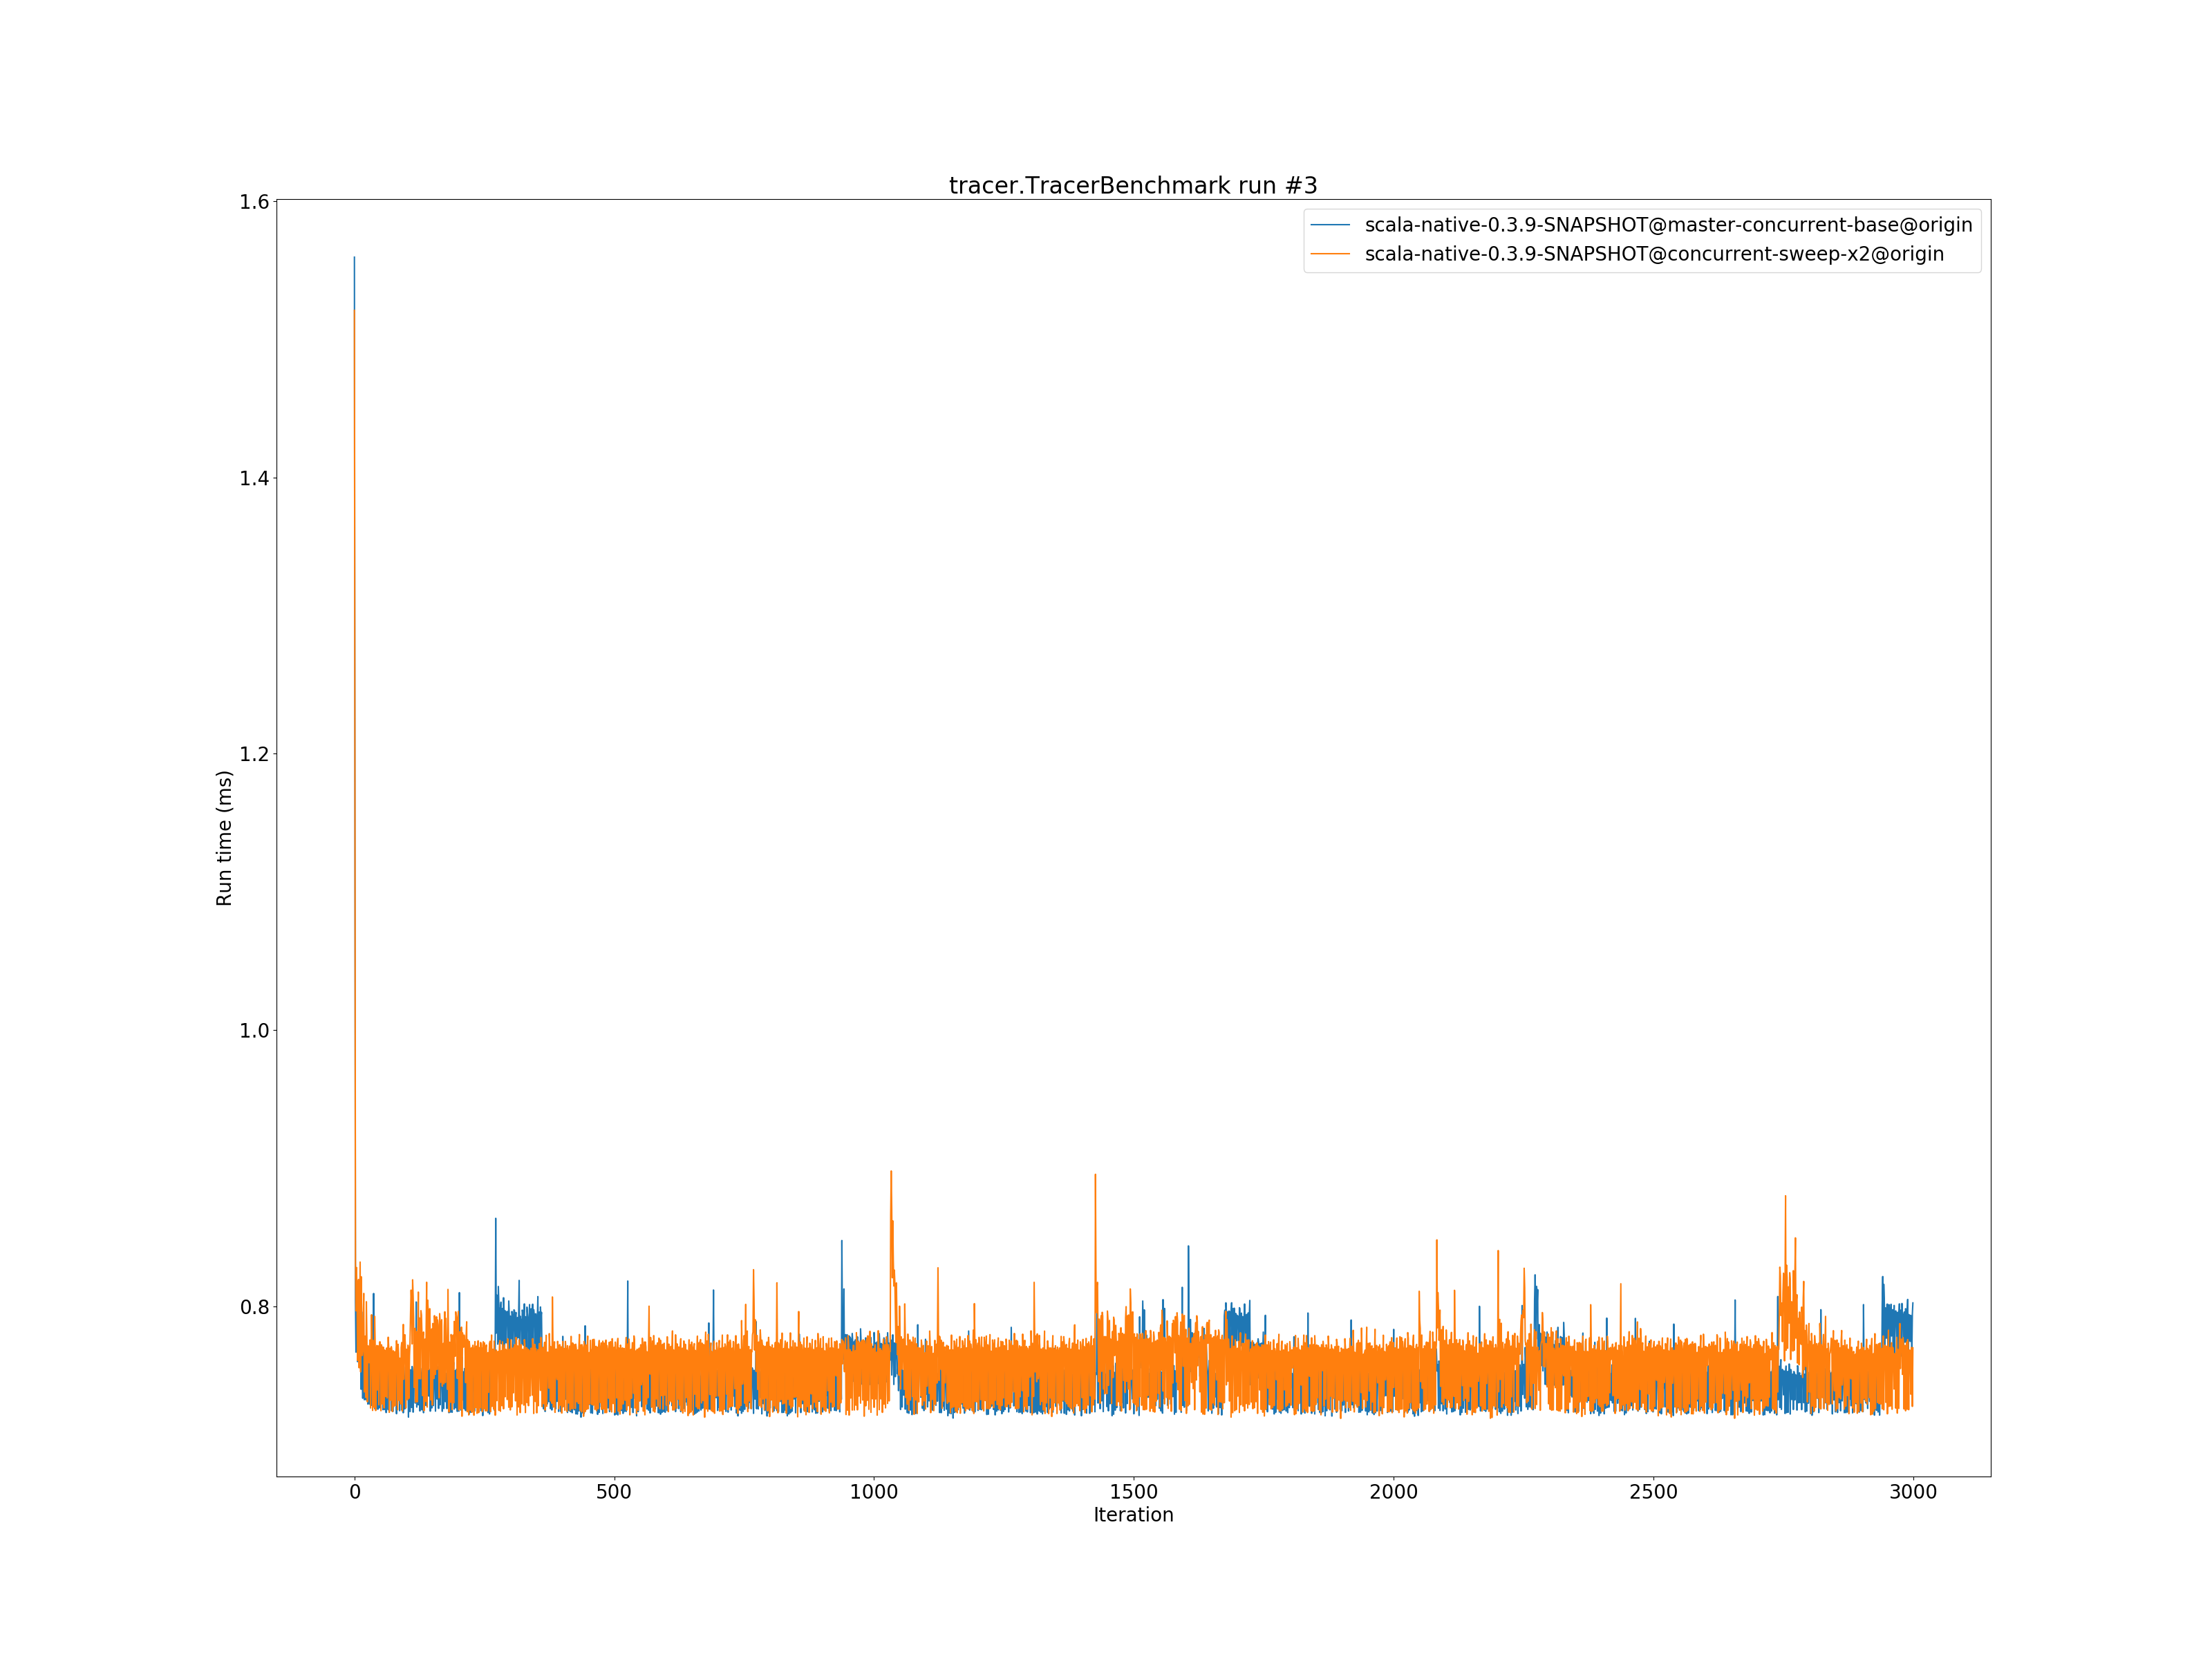 tracer.TracerBenchmark run #3
scala-native-0.3.9-SNAPSHOT@master-concurrent-base@origin
scala-native-0.3.9-SNAPSHOT@concurrent-sweep-x2@origin
1.6
1.4
1.2
1.0
0.8
Run time (ms)
0 500 1000 1500 2000 2500 3000
Iteration